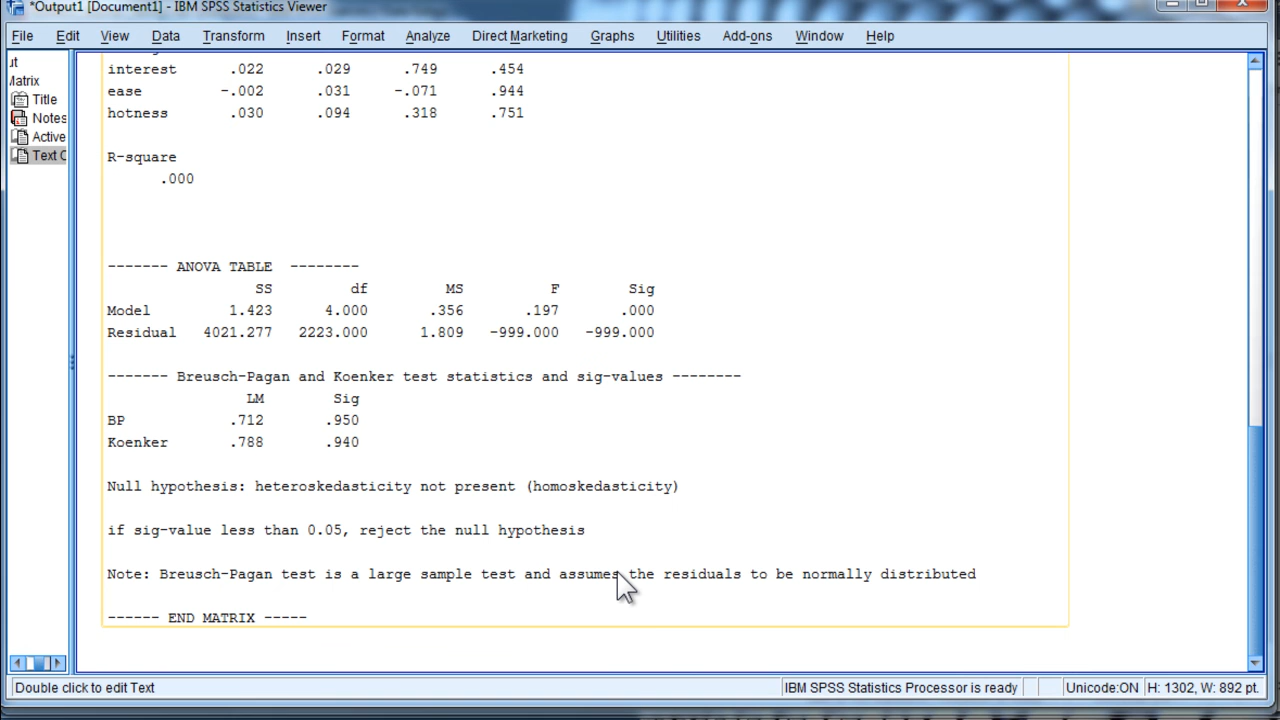 *Output1 [Document1] - IBM SPSS Statistics Viewer
File Edit View Data Transform Insert Format Analyze Direct Marketing Graphs Utilities Add-ons Window Help
ut
Matrix
Title
Notes
Active
Text O
interest .022 .029 .749 .454
ease -.002 .031 -.071 .944
hotness .030 .094 .318 .751
R-square
.000
------- ANOVA TABLE --------
SS df MS F Sig
Model 1.423 4.000 .356 .197 .000
Residual 4021.277 2223.000 1.809 -999.000 -999.000
------- Breusch-Pagan and Koenker test statistics and sig-values --------
LM Sig
BP .712 .950
Koenker .788 .940
Null hypothesis: heteroskedasticity not present (homoskedasticity)
if sig-value less than 0.05, reject the null hypothesis
Note: Breusch-Pagan test is a large sample test and assumes the residuals to be normally distributed
------ END MATRIX -----
Double click to edit Text IBM SPSS Statistics Processor is ready Unicode:ON H: 1302, W: 892 pt.